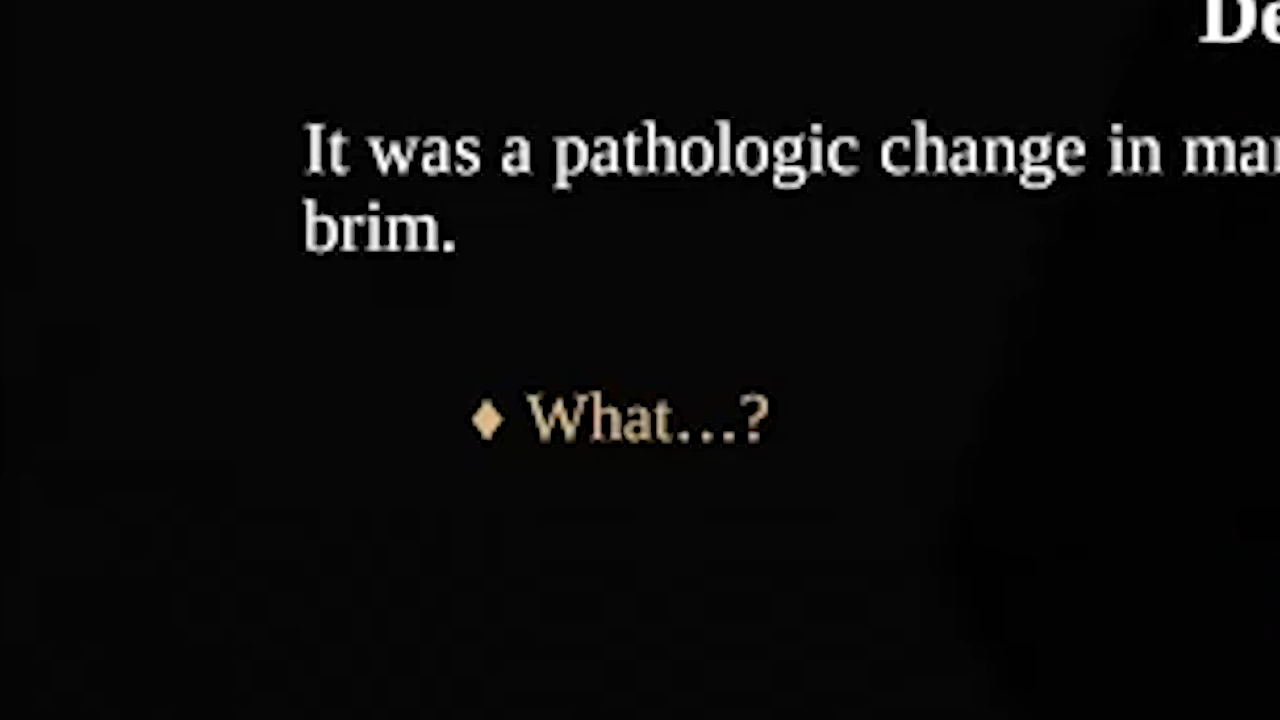 It was a pathologic change in
brim.
♦ What…?